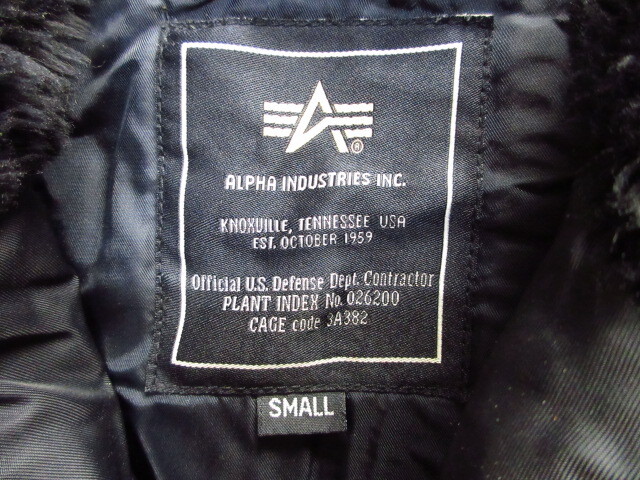 ALPHA INDUSTRIES INC.
KNOXVILLE, TENNESSEE USA
EST. OCTOBER 1959
Official U.S. Defense Dept. Contractor
PLANT INDEX No. 026200
CAGE code 3A382
SMALL